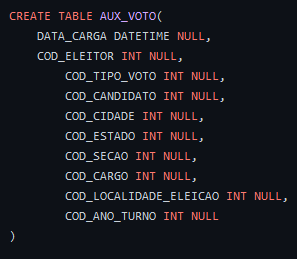 CREATE TABLE AUX_VOTO(
    DATA_CARGA DATETIME NULL,
    COD_ELEITOR INT NULL,
        COD_TIPO_VOTO INT NULL,
        COD_CANDIDATO INT NULL,
        COD_CIDADE INT NULL,
        COD_ESTADO INT NULL,
        COD_SECAO INT NULL,
        COD_CARGO INT NULL,
        COD_LOCALIDADE_ELEICAO INT NULL,
        COD_ANO_TURNO INT NULL
)